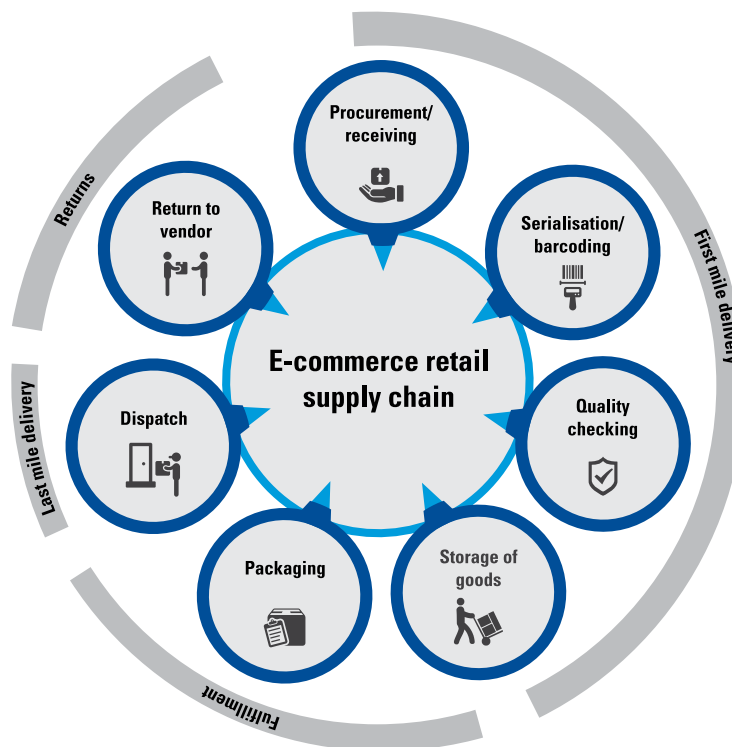 Procurement/
receiving
Serialisation/
barcoding
Quality
checking
Storage of
goods
Packaging
Dispatch
Return to
vendor
E-commerce retail
supply chain
First mile delivery
Fulfillment
Last mile delivery
Returns